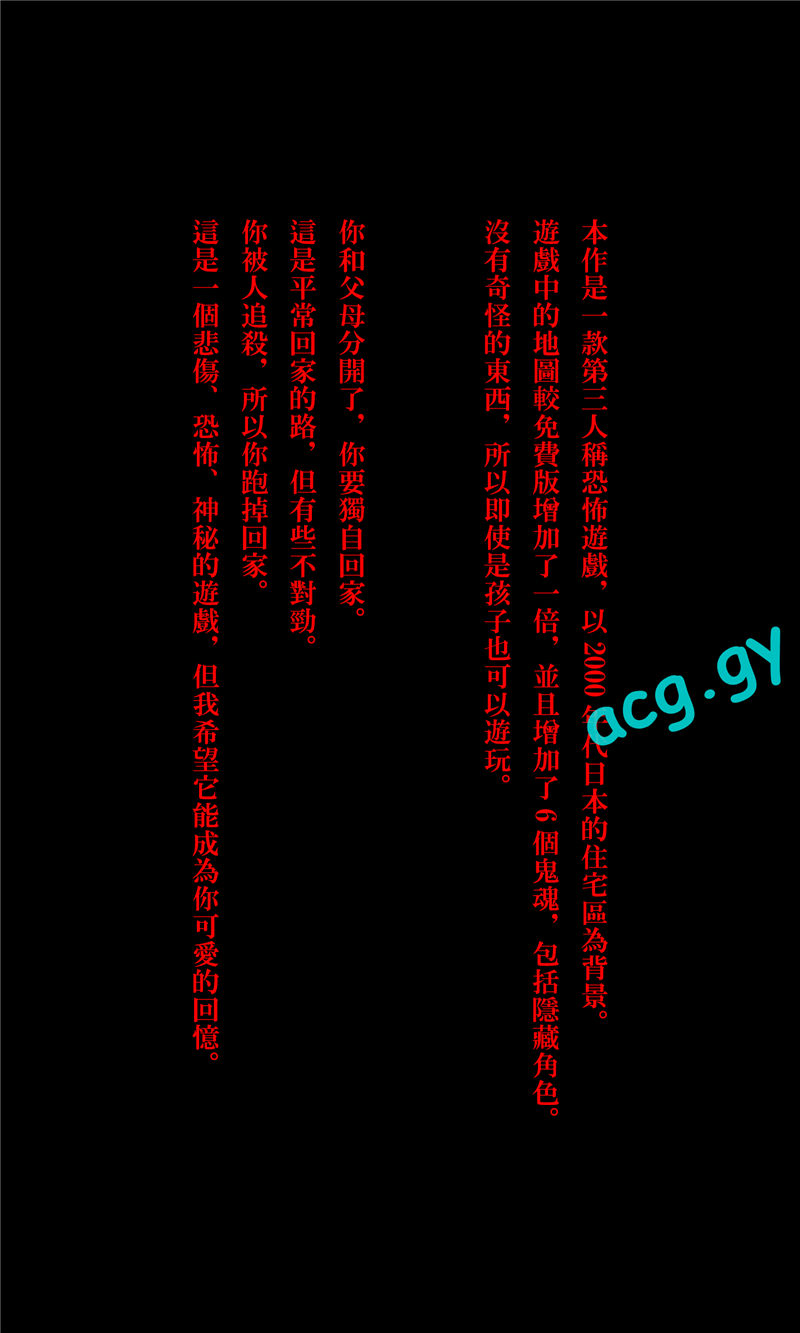 本作是一款第三人稱恐怖遊戲，以 2000 年代日本的住宅區為背景。
遊戲中的地圖較免費版增加了一倍，並且增加了 6 個鬼魂，包括隱藏角色。
沒有奇怪的東西，所以即使是孩子也可以遊玩。
你和父母分開了，你要獨自回家。
這是平常回家的路，但有些不對勁。
你被人追殺，所以你跑掉回家。
這是一個悲傷、恐怖、神秘的遊戲，但我希望它能成為你可愛的回憶。
acg.gy